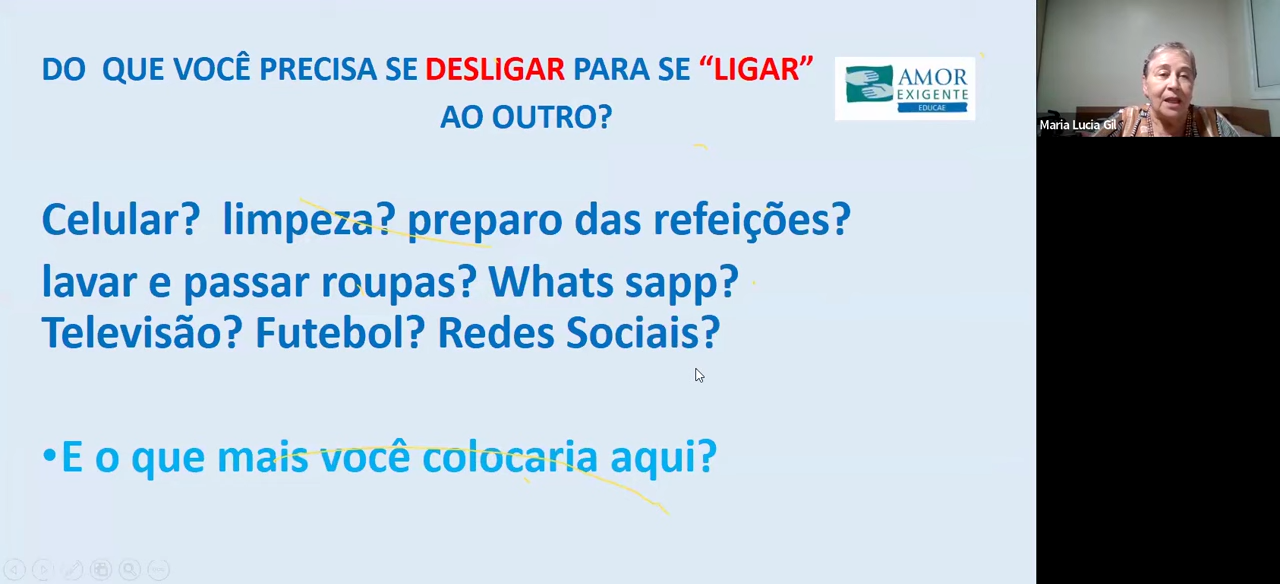 DO QUE VOCÊ PRECISA SE DESLIGAR PARA SE “LIGAR”
AO OUTRO?
AMOR
EXIGENTE
EDUCAE
Maria Lucia Gil
Celular? limpeza? preparo das refeições?
lavar e passar roupas? Whats sapp?
Televisão? Futebol? Redes Sociais?
•E o que mais você colocaria aqui?